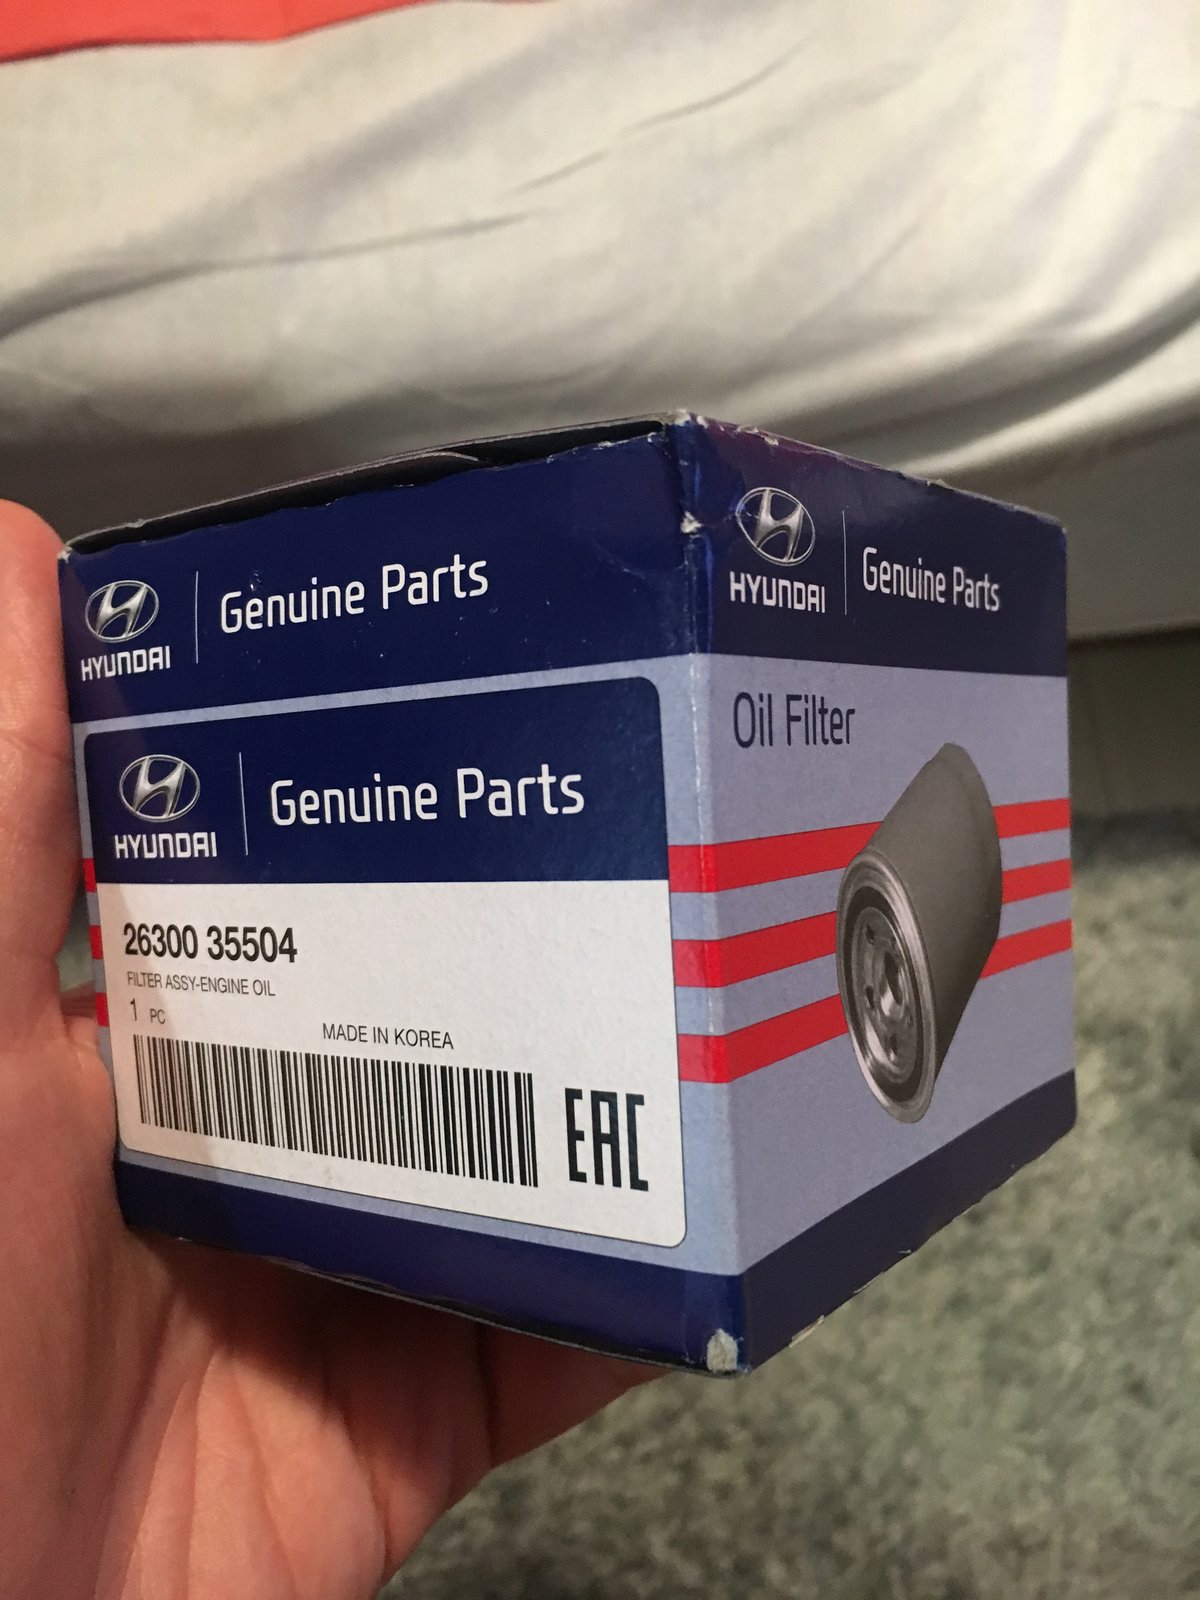 HYUNDAI
Genuine Parts
HYUNDAI
Genuine Parts
26300 35504
FILTER ASSY-ENGINE OIL
1 PC
MADE IN KOREA
EAC
HYUNDAI
Genuine Parts
Oil Filter